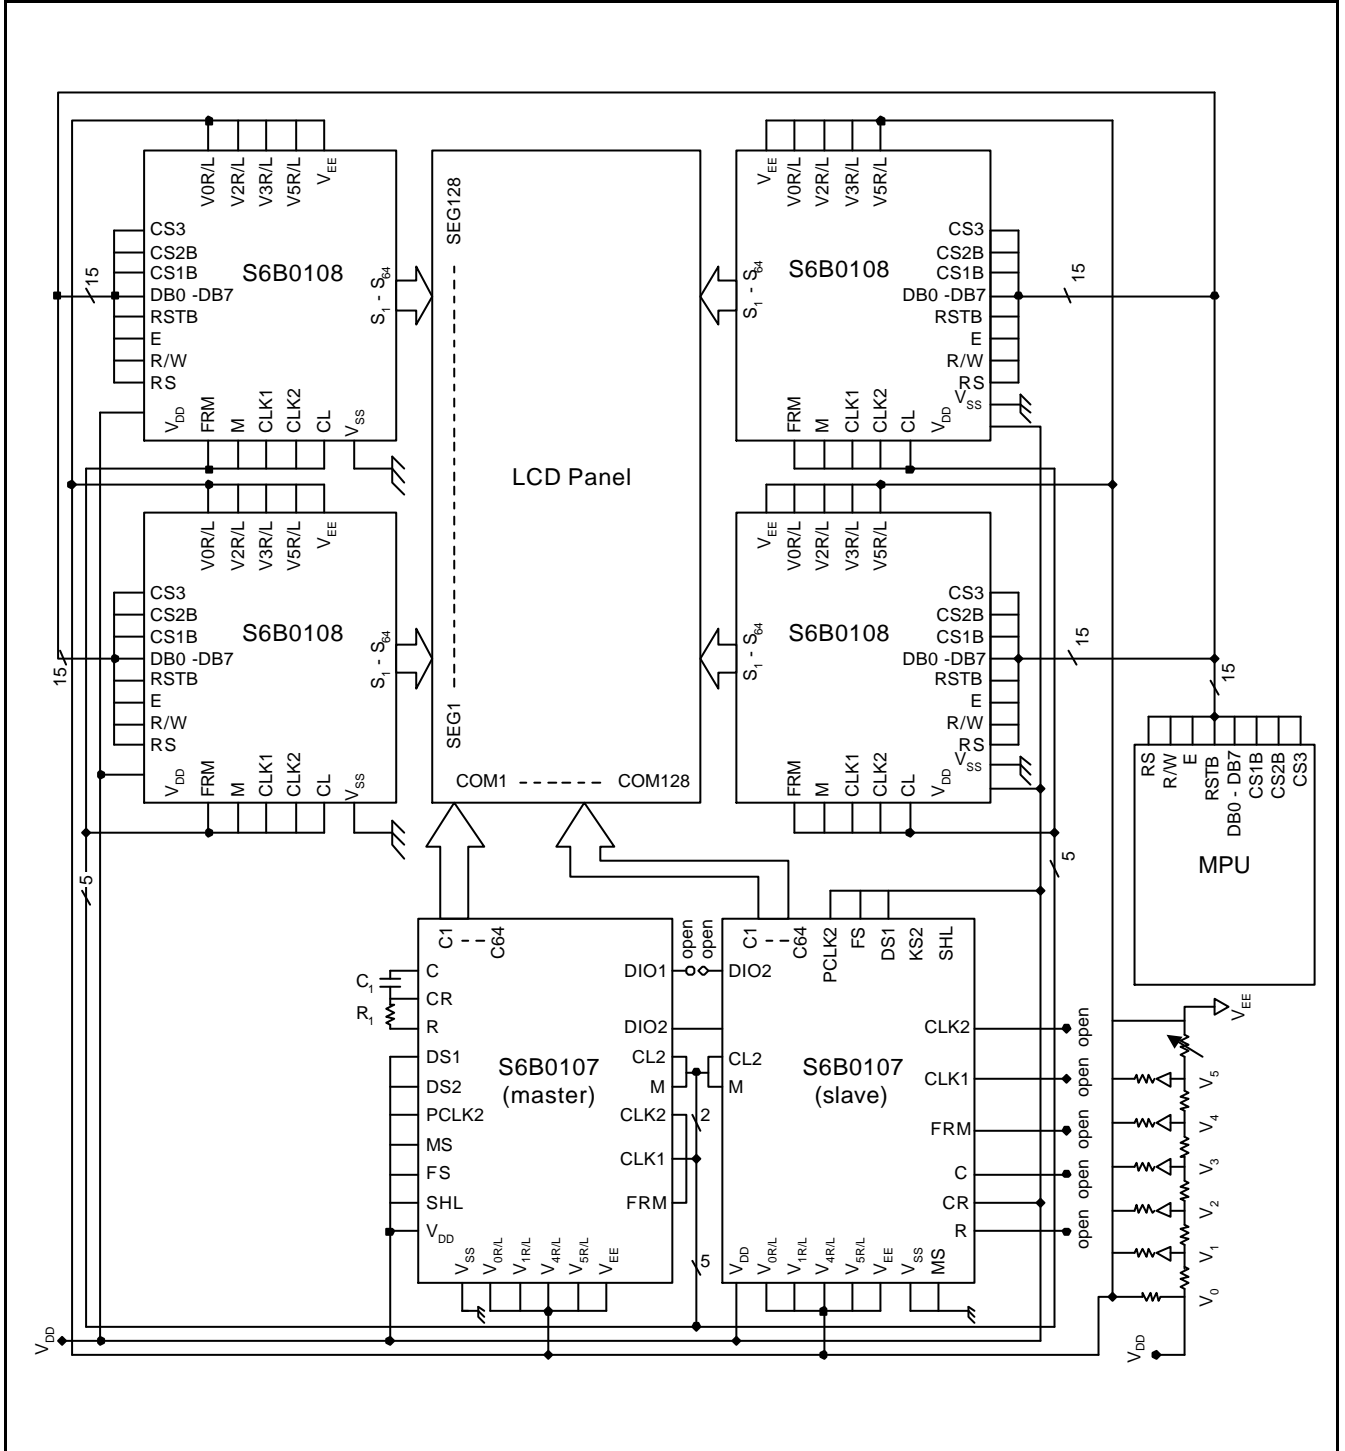 V0R/L
V2R/L
V3R/L
V5R/L
VEE
CS3
CS2B
CS1B
DB0 -DB7
RSTB
E
R/W
RS
S6B0108
S1 - S64
VDD
FRM
M
CLK1
CLK2
CL
VSS
15
SEG128
SEG1
LCD Panel
COM1
COM128
VEE
V0R/L
V2R/L
V3R/L
V5R/L
S6B0108
S1 - S64
CS3
CS2B
CS1B
DB0 -DB7
RSTB
E
R/W
RS
VSS
FRM
M
CLK1
CLK2
CL
VDD
15
V0R/L
V2R/L
V3R/L
V5R/L
VEE
CS3
CS2B
CS1B
DB0 -DB7
RSTB
E
R/W
RS
S6B0108
S1 - S64
VDD
FRM
M
CLK1
CLK2
CL
VSS
15
5
VEE
V0R/L
V2R/L
V3R/L
V5R/L
S6B0108
S1 - S64
CS3
CS2B
CS1B
DB0 -DB7
RSTB
E
R/W
RS
VSS
FRM
M
CLK1
CLK2
CL
VDD
15
15
5
RS
R/W
E
RSTB
DB0 - DB7
CS1B
CS2B
CS3
MPU
C1
R1
C1 -- C64
C
CR
R
DS1
DS2
PCLK2
MS
FS
SHL
VDD
S6B0107
(master)
DIO1
DIO2
CL2
M
CLK2
CLK1
FRM
VSS
V0R/L
V1R/L
V4R/L
V5R/L
VEE
open
open
2
5
C1 -- C64
PCLK2
FS
DS1
KS2
SHL
DIO2
CL2
M
S6B0107
(slave)
CLK2
CLK1
FRM
C
CR
R
VDD
V0R/L
V1R/L
V4R/L
V5R/L
VEE
VSS
MS
open
open
open
open
open
VEE
V5
V4
V3
V2
V1
V0
VDD
VDD